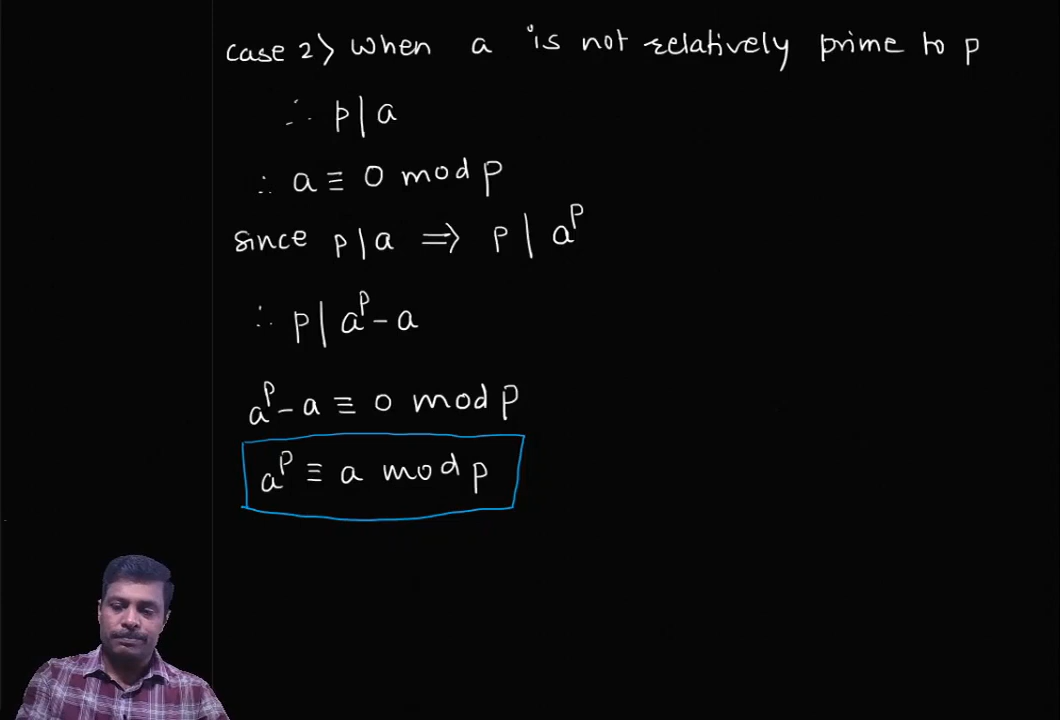 case 2) When a is not relatively prime to p
∴ p|a
∴ a ≡ 0 mod p
since p|a ⟹ p | a^p
∴ p| a^p - a
a^p - a ≡ 0 mod p
a^p ≡ a mod p